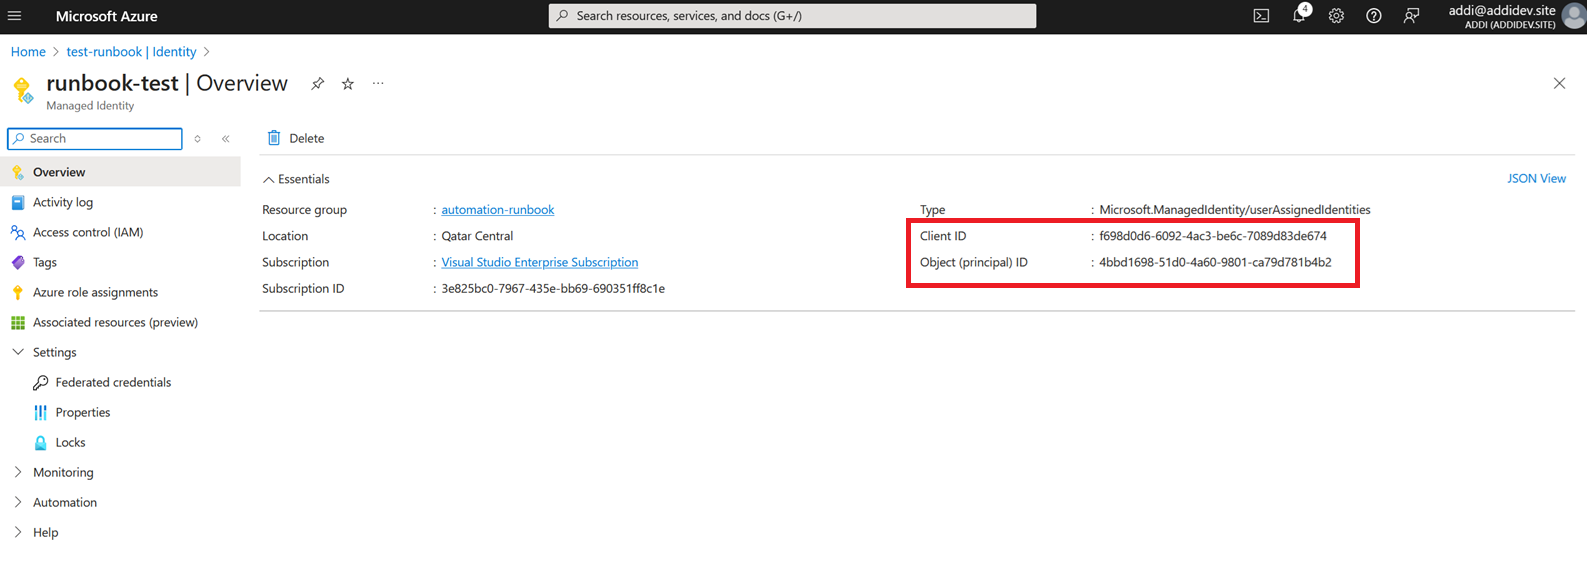 Microsoft Azure
Search resources, services, and docs (G+/)
4
addi@addidev.site
ADDI (ADDIDEV.SITE)
Home > test-runbook | Identity >
runbook-test | Overview
Managed Identity
Search
Delete
Overview
Activity log
Access control (IAM)
Tags
Azure role assignments
Associated resources (preview)
Settings
Federated credentials
Properties
Locks
Monitoring
Automation
Help
Essentials
JSON View
Resource group : automation-runbook
Location : Qatar Central
Subscription : Visual Studio Enterprise Subscription
Subscription ID : 3e825bc0-7967-435e-bb69-690351ff8c1e
Type : Microsoft.ManagedIdentity/userAssignedIdentities
Client ID : f698d0d6-6092-4ac3-be6c-7089d83de674
Object (principal) ID : 4bbd1698-51d0-4a60-9801-ca79d781b4b2